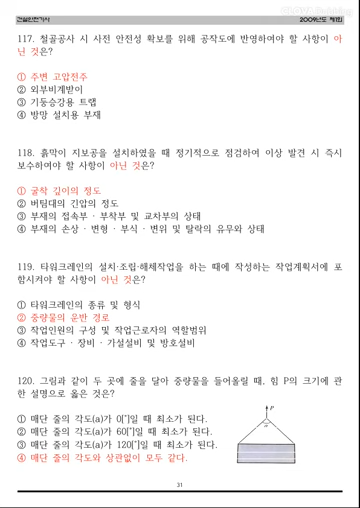 건설안전기사
2009년도 제1회
117. 철골공사 시 사전 안전성 확보를 위해 공작도에 반영하여야 할 사항이 아
닌 것은?
① 주변 고압전주
② 외부비계받이
③ 기둥승강용 트랩
④ 방망 설치용 부재
118. 흙막이 지보공을 설치하였을 때 정기적으로 점검하여 이상 발견 시 즉시
보수하여야 할 사항이 아닌 것은?
① 굴착 깊이의 정도
② 버팀대의 긴압의 정도
③ 부재의 접속부 · 부착부 및 교차부의 상태
④ 부재의 손상 · 변형 · 부식 · 변위 및 탈락의 유무와 상태
119. 타워크레인의 설치·조립·해체작업을 하는 때에 작성하는 작업계획서에 포
함시켜야 할 사항이 아닌 것은?
① 타워크레인의 종류 및 형식
② 중량물의 운반 경로
③ 작업인원의 구성 및 작업근로자의 역할범위
④ 작업도구 · 장비 · 가설설비 및 방호설비
120. 그림과 같이 두 곳에 줄을 달아 중량물을 들어올릴 때, 힘 P의 크기에 관
한 설명으로 옳은 것은?
P
① 매단 줄의 각도(a)가 0[˚]일 때 최소가 된다.
② 매단 줄의 각도(a)가 60[˚]일 때 최소가 된다.
③ 매단 줄의 각도(a)가 120[˚]일 때 최소가 된다.
④ 매단 줄의 각도와 상관없이 모두 같다.
31